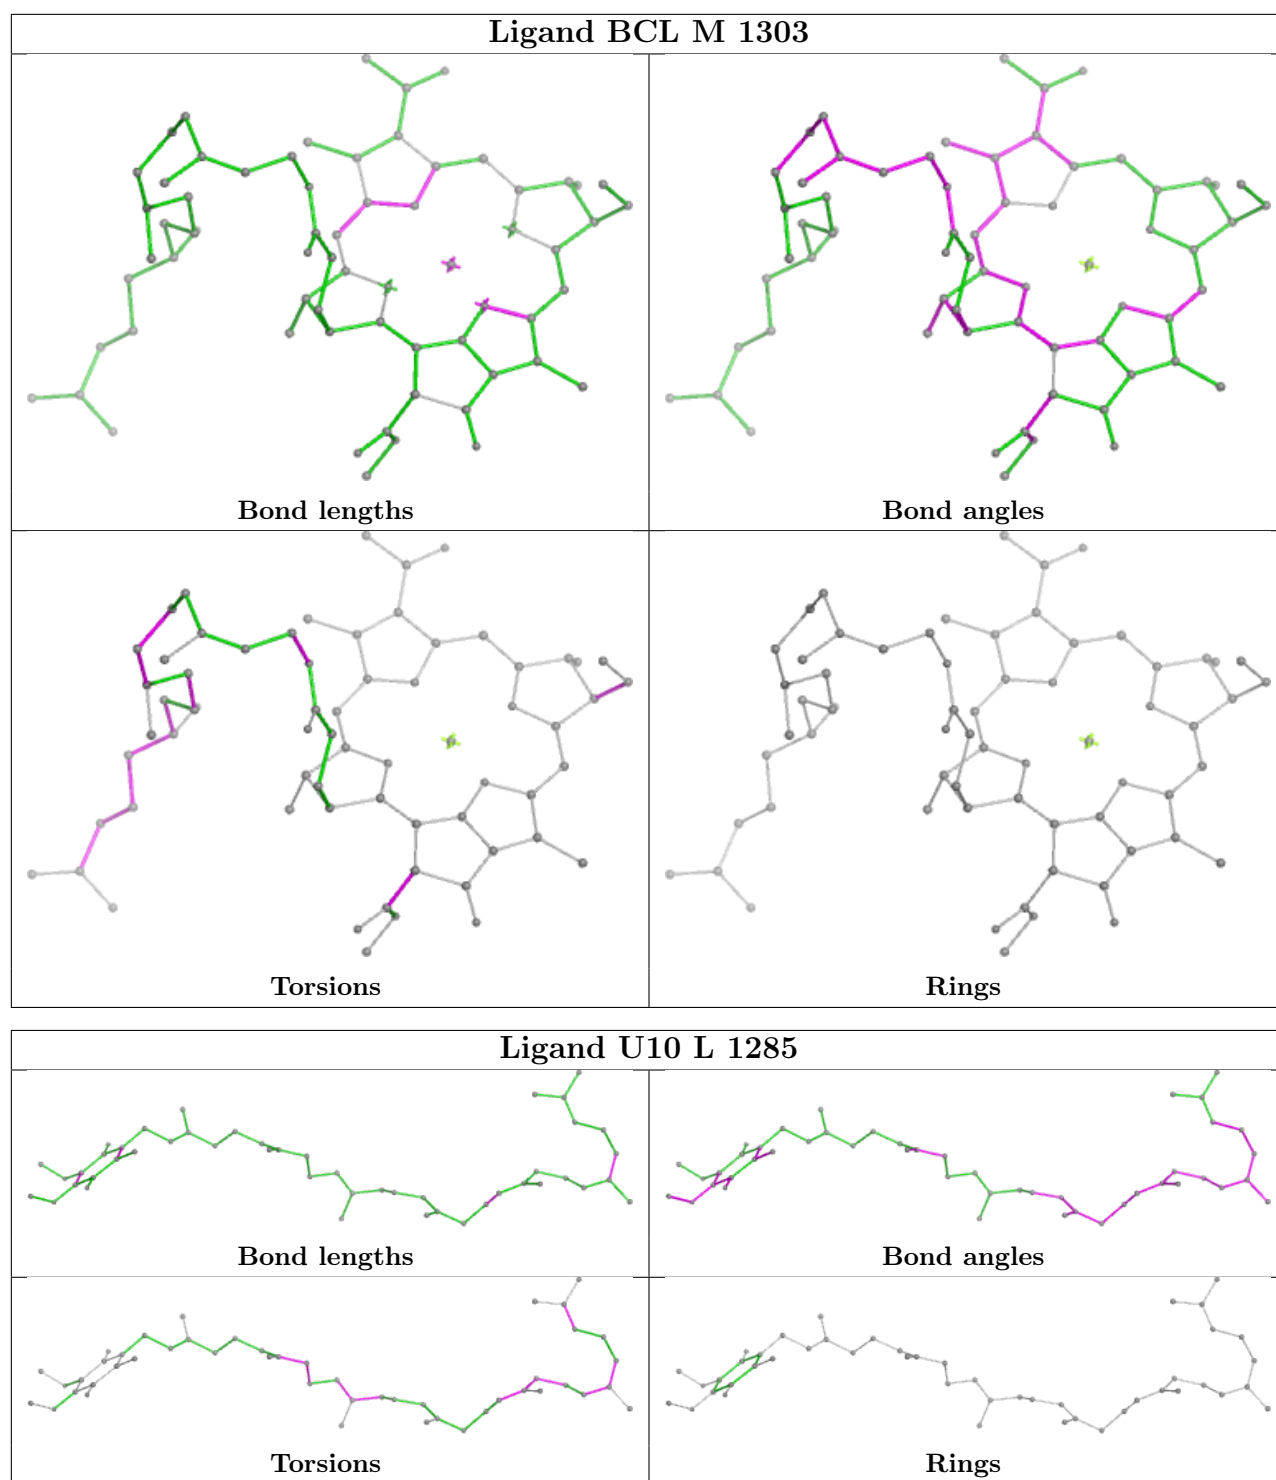 Ligand BCL M 1303
Bond lengths
Bond angles
Torsions
Rings
Ligand U10 L 1285
Bond lengths
Bond angles
Torsions
Rings